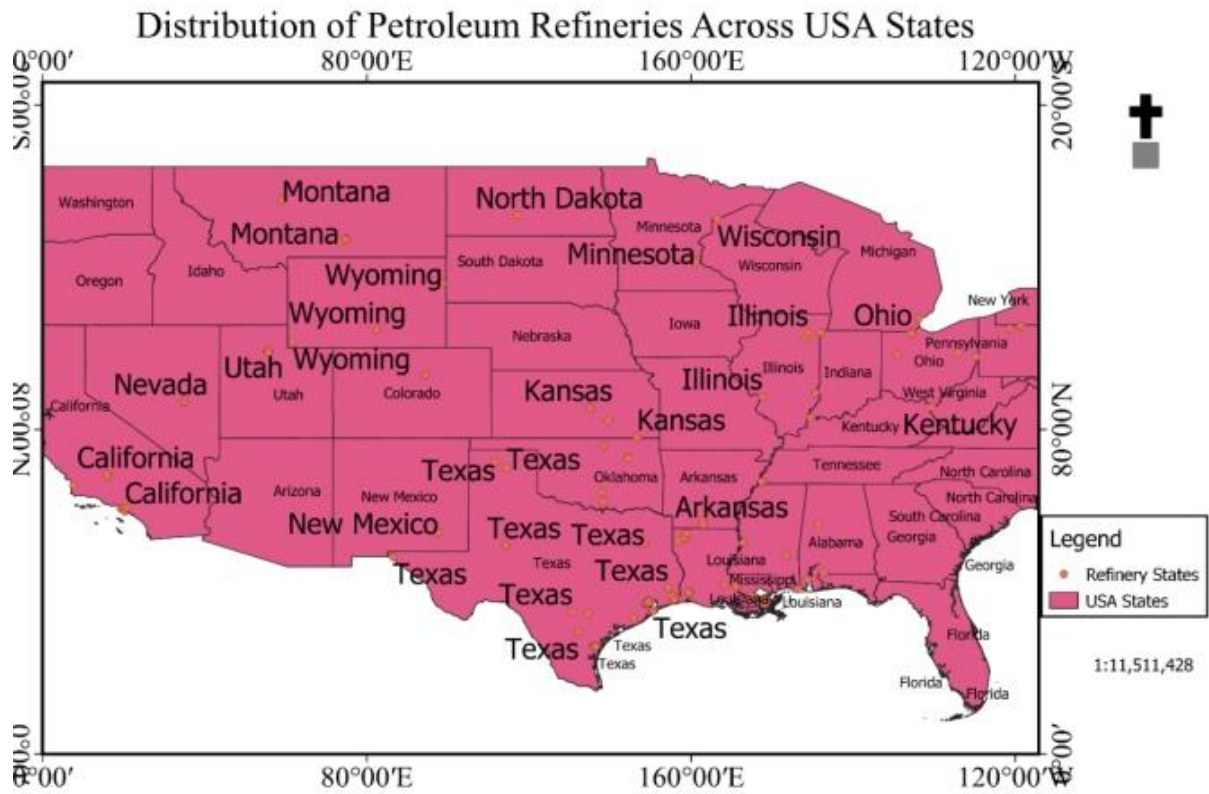 Distribution of Petroleum Refineries Across USA States
0°00′ 80°00′E 160°00′E 120°00′W
20°00′S
Montana
North Dakota
Washington
Minnesota
Montana
Wisconsin
Minnesota
Michigan
Wisconsin
South Dakota
Idaho
Wyoming
Oregon
New York
Wyoming
Illinois
Ohio
Iowa
Nebraska
Pennsylvania
Wyoming
Ohio
Utah
Illinois
Indiana
Nevada
Illinois
Kansas
Utah
Colorado
West Virginia
California
Kansas
Kentucky
Kentucky
80°00′N
80°00′N
California
Texas
Texas
Tennessee
North Carolina
Oklahoma
Arkansas
California
Arizona
New Mexico
North Carolina
Arkansas
South Carolina
New Mexico
Texas
Texas
Georgia
Alabama
Legend
Refinery States
USA States
Texas
Louisiana
Georgia
Texas
Texas
Mississippi
Texas
Louisiana
Louisiana
Texas
Florida
Texas
Texas
Texas
1:11,511,428
Florida
Florida
0°00′ 80°00′E 160°00′E 120°00′W